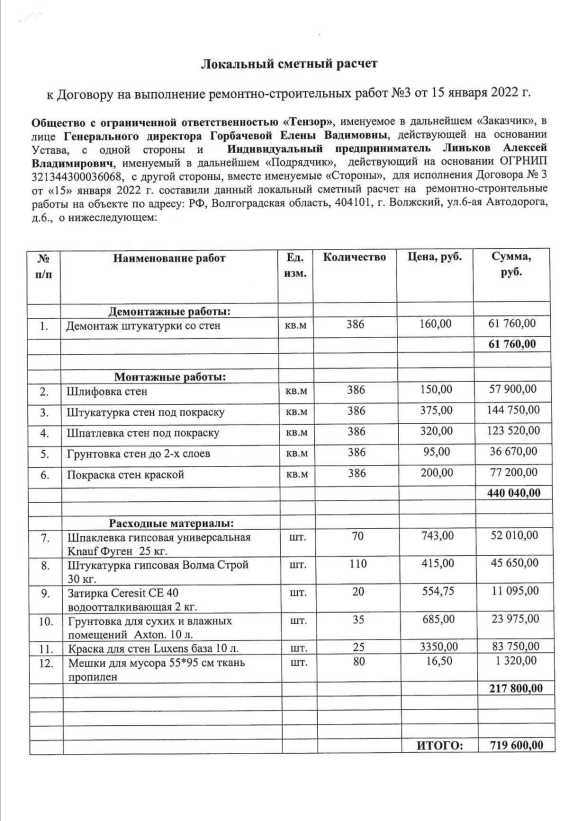 Локальный сметный расчет
к Договору на выполнение ремонтно-строительных работ №3 от 15 января 2022 г.
Общество с ограниченной ответственностью «Тензор», именуемое в дальнейшем «Заказчик», в
лице Генерального директора Горбачевой Елены Вадимовны, действующей на основании
Устава, с одной стороны и Индивидуальный предприниматель Линьков Алексей
Владимирович, именуемый в дальнейшем «Подрядчик», действующий на основании ОГРНИП
321344300036068, с другой стороны, вместе именуемые «Стороны», для исполнения Договора № 3
от «15» января 2022 г. составили данный локальный сметный расчет на ремонтно-строительные
работы на объекте по адресу: РФ, Волгоградская область, 404101, г. Волжский, ул.6-ая Автодорога,
д.6., о нижеследующем:
№ Наименование работ Ед. Количество Цена, руб. Сумма,
п/п изм. руб.
Демонтажные работы:
1. Демонтаж штукатурки со стен кв.м 386 160,00 61 760,00
61 760,00
Монтажные работы:
2. Шлифовка стен кв.м 386 150,00 57 900,00
3. Штукатурка стен под покраску кв.м 386 375,00 144 750,00
4. Шпатлевка стен под покраску кв.м 386 320,00 123 520,00
5. Грунтовка стен до 2-х слоев кв.м 386 95,00 36 670,00
6. Покраска стен краской кв.м 386 200,00 77 200,00
440 040,00
Расходные материалы:
7. Шпаклевка гипсовая универсальная шт. 70 743,00 52 010,00
Knauf Фуген 25 кг.
8. Штукатурка гипсовая Волма Строй шт. 110 415,00 45 650,00
30 кг.
9. Затирка Ceresit CE 40 шт. 20 554,75 11 095,00
водоотталкивающая 2 кг.
10. Грунтовка для сухих и влажных шт. 35 685,00 23 975,00
помещений Axton. 10 л.
11. Краска для стен Luxens база 10 л. шт. 25 3350,00 83 750,00
12. Мешки для мусора 55*95 см ткань шт. 80 16,50 1 320,00
пропилен
217 800,00
ИТОГО: 719 600,00